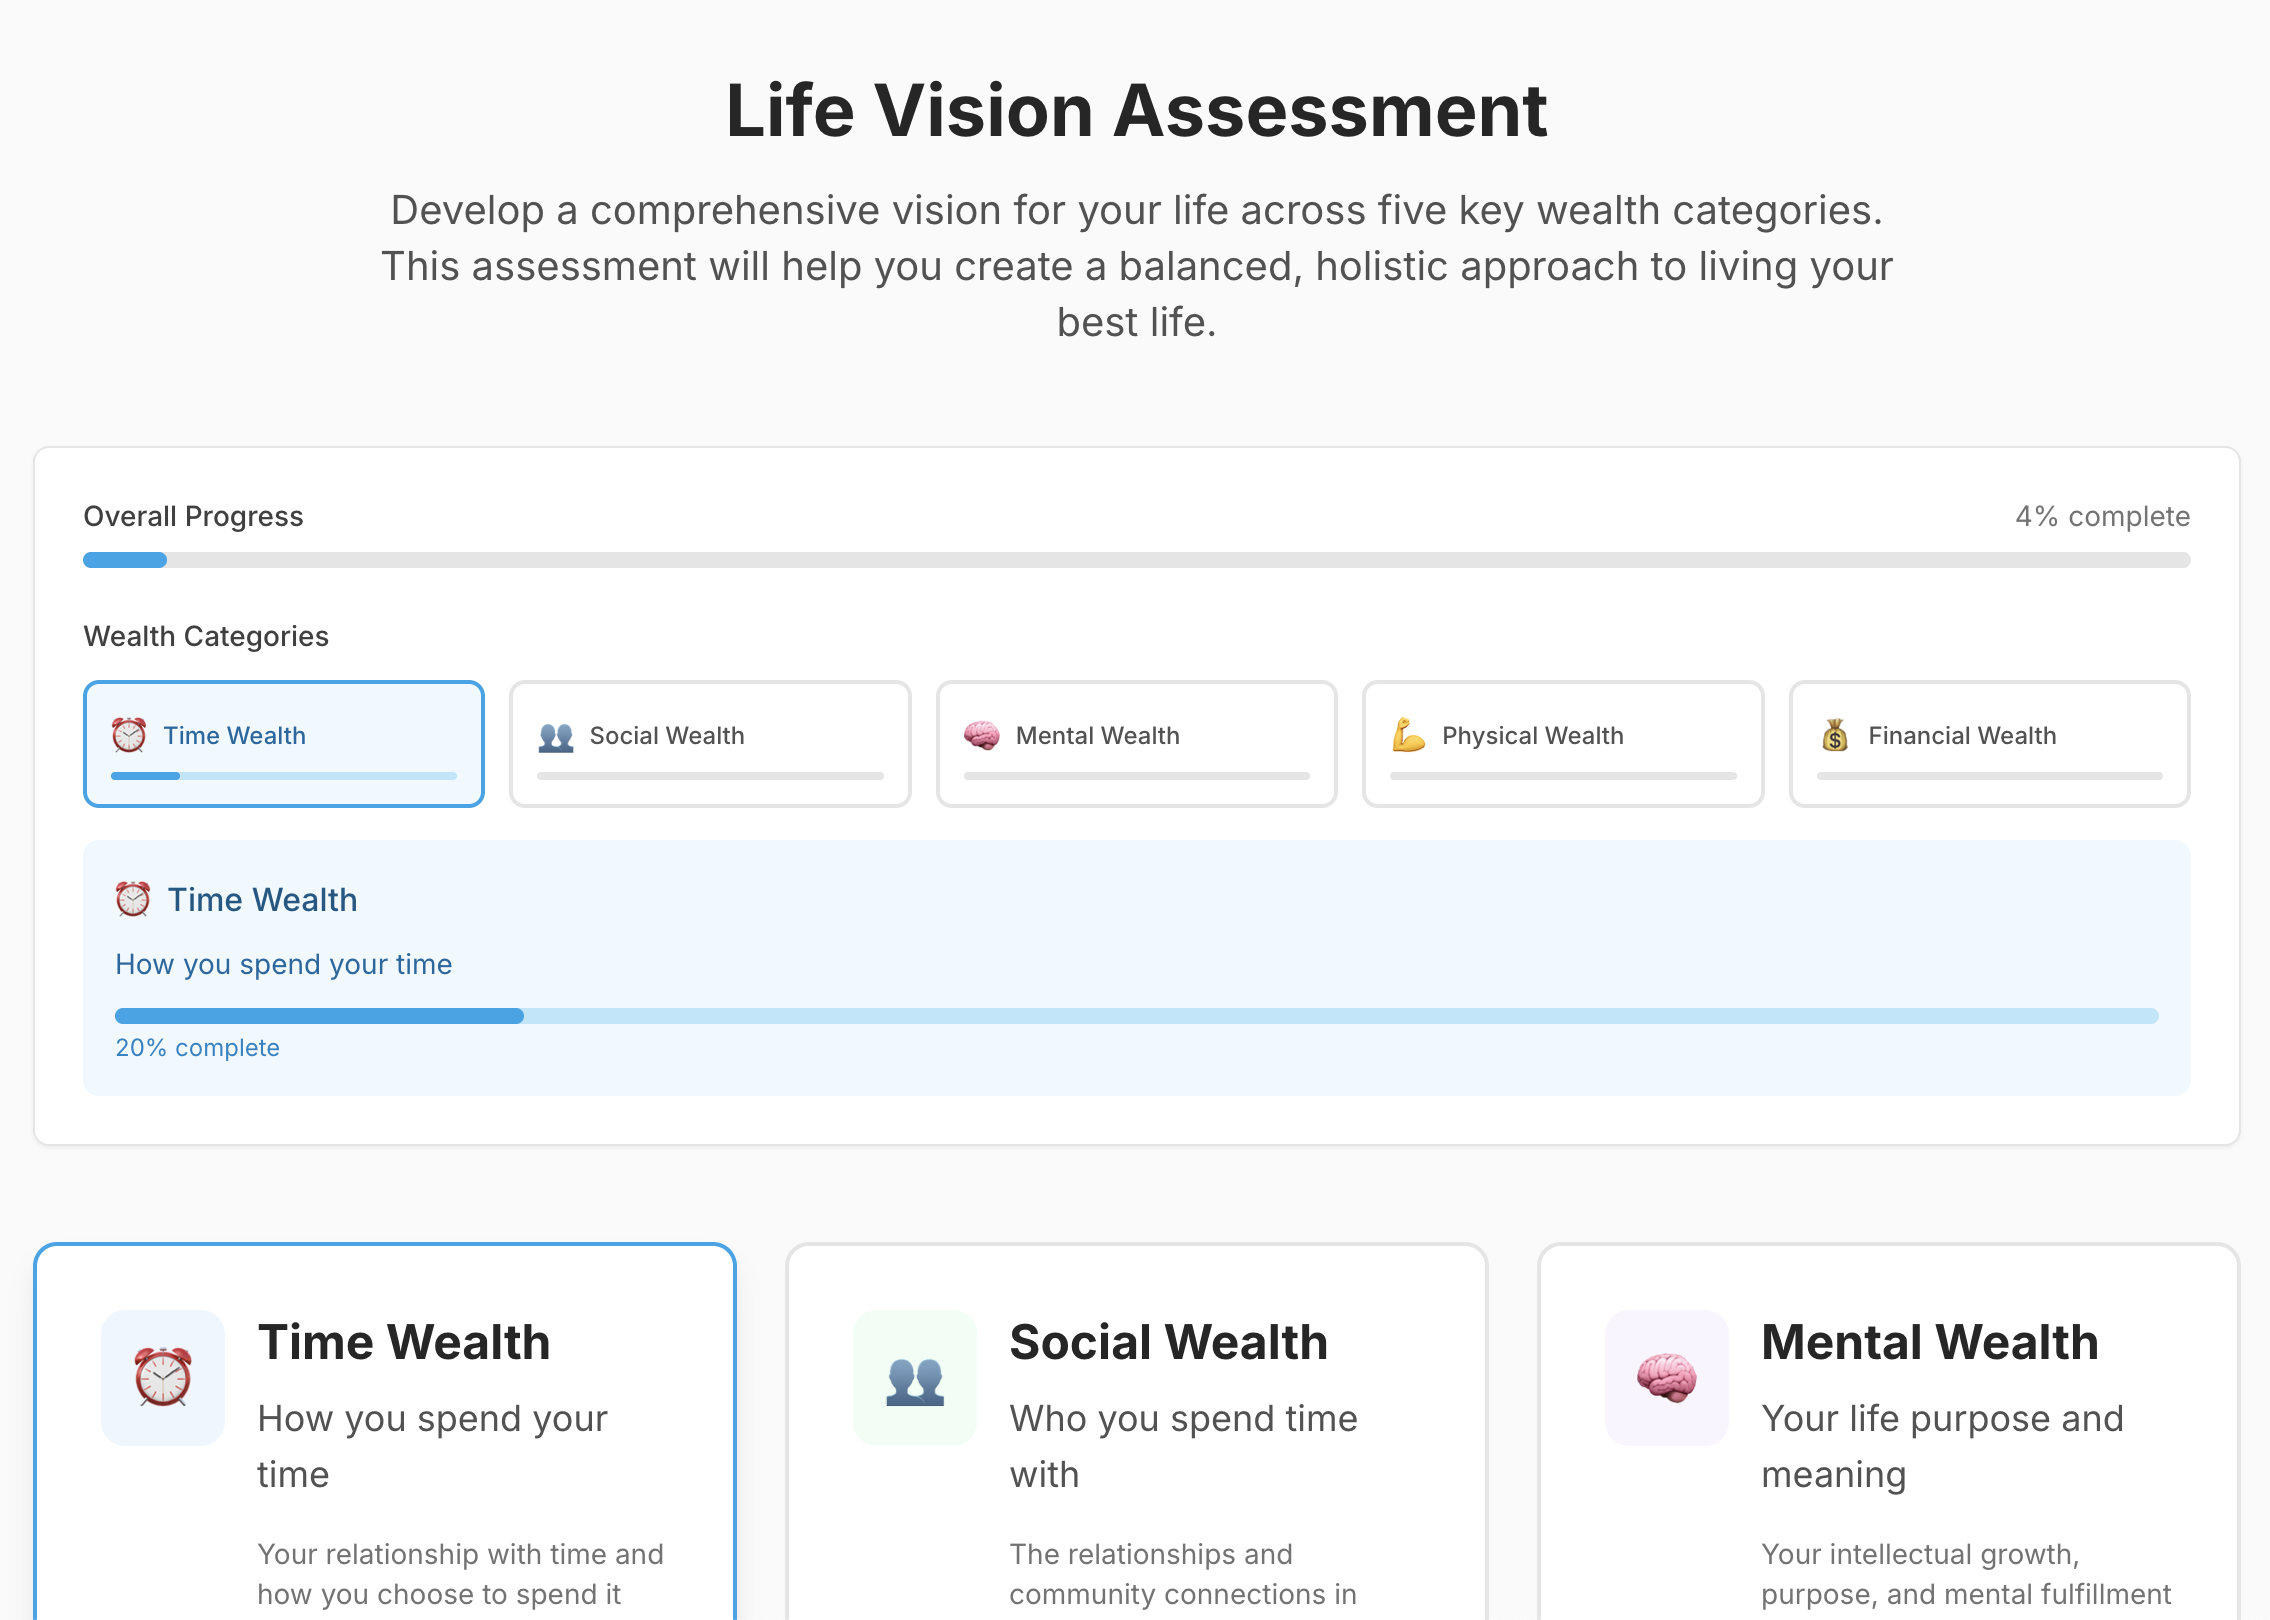 Life Vision Assessment
Develop a comprehensive vision for your life across five key wealth categories.
This assessment will help you create a balanced, holistic approach to living your
best life.
Overall Progress
4% complete
Wealth Categories
Time Wealth
Social Wealth
Mental Wealth
Physical Wealth
Financial Wealth
Time Wealth
How you spend your time
20% complete
Time Wealth
How you spend your
time
Your relationship with time and
how you choose to spend it
Social Wealth
Who you spend time
with
The relationships and
community connections in
Mental Wealth
Your life purpose and
meaning
Your intellectual growth,
purpose, and mental fulfillment